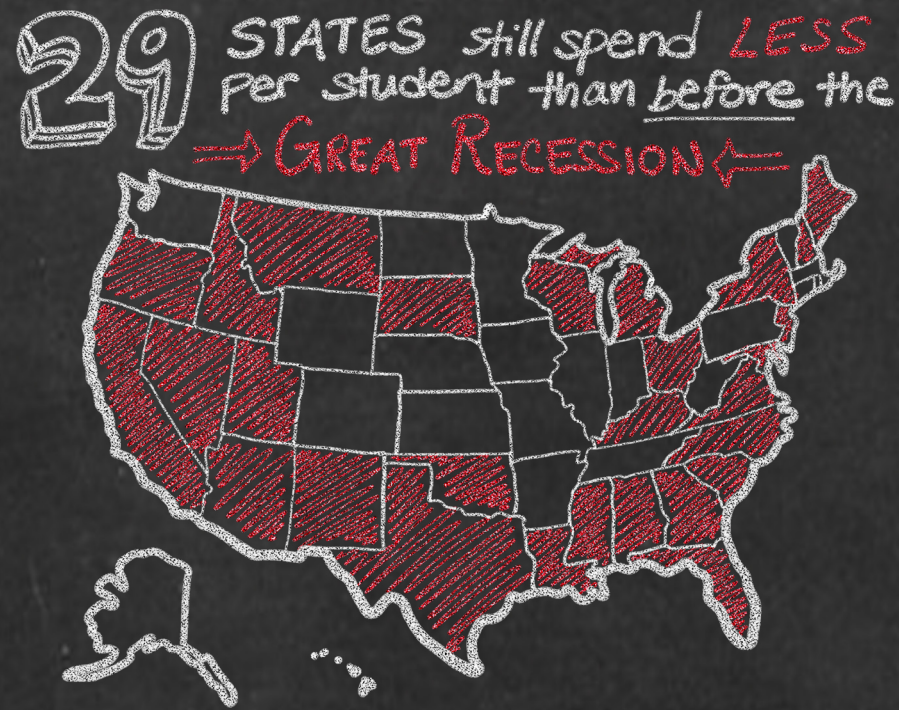 29 STATES still spend LESS
per student than before the
GREAT RECESSION